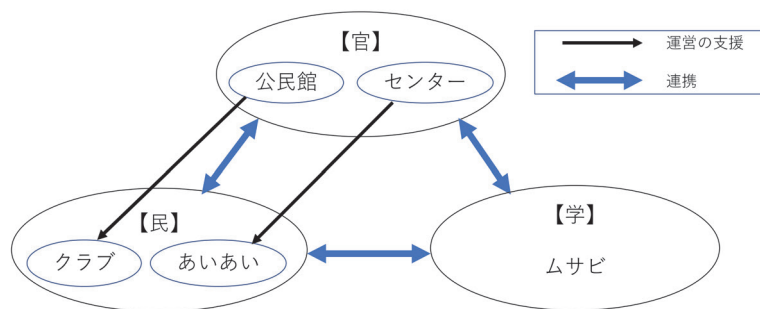 【官】
公民館
センター
運営の支援
連携
【民】
クラブ
あいあい
【学】
ムサビ